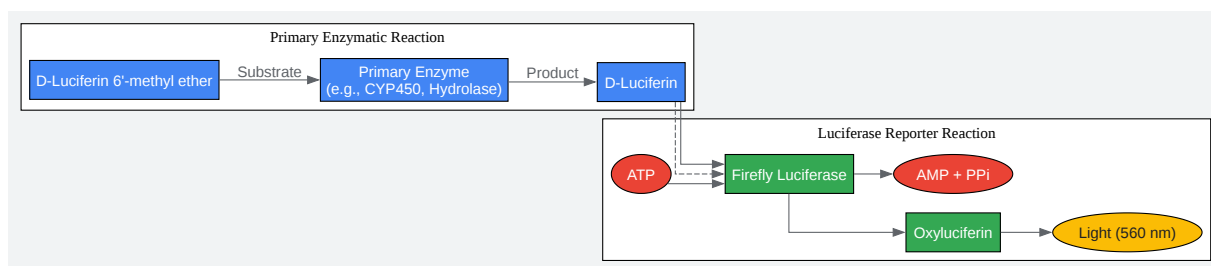 Primary Enzymatic Reaction
D-Luciferin 6'-methyl ether
Substrate
Primary Enzyme
(e.g., CYP450, Hydrolase)
Product
D-Luciferin
Luciferase Reporter Reaction
ATP
Firefly Luciferase
AMP + PPi
Oxyluciferin
Light (560 nm)